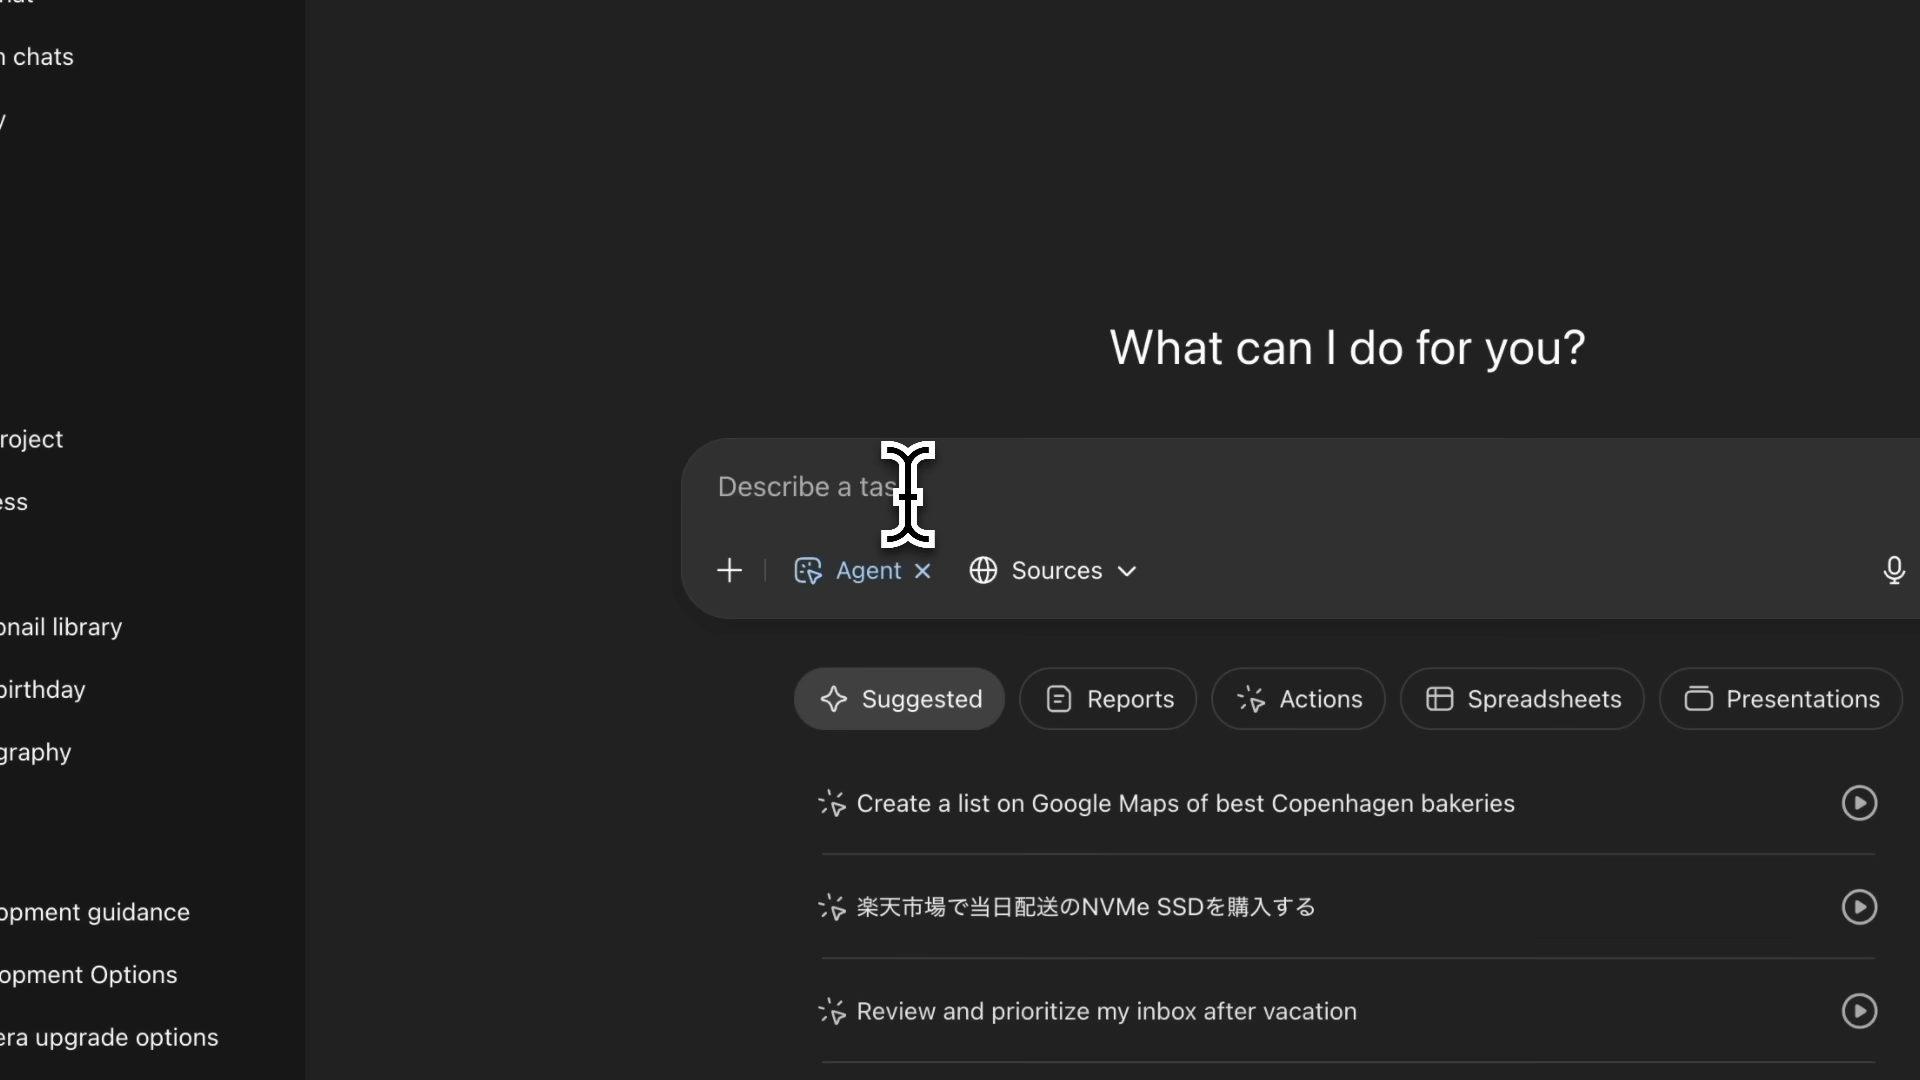 chats
What can I do for you?
Describe a tas
Agent
Sources
roject
ess
nail library
birthday
graphy
opment guidance
opment Options
era upgrade options
Suggested
Reports
Actions
Spreadsheets
Presentations
Create a list on Google Maps of best Copenhagen bakeries
楽天市場で当日配送のNVMe SSDを購入する
Review and prioritize my inbox after vacation